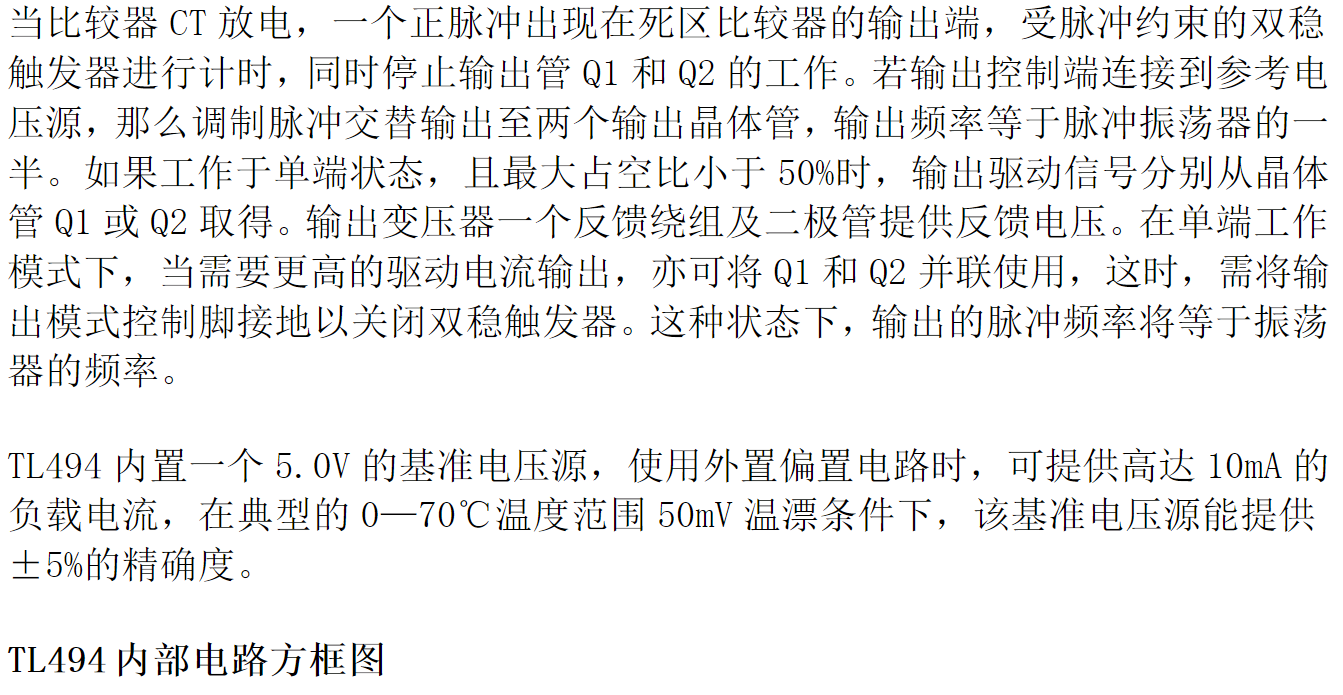 当比较器 CT 放电，一个正脉冲出现在死区比较器的输出端，受脉冲约束的双稳
触发器进行计时，同时停止输出管 Q1 和 Q2 的工作。若输出控制端连接到参考电
压源，那么调制脉冲交替输出至两个输出晶体管，输出频率等于脉冲振荡器的一
半。如果工作于单端状态，且最大占空比小于 50%时，输出驱动信号分别从晶体
管 Q1 或 Q2 取得。输出变压器一个反馈绕组及二极管提供反馈电压。在单端工作
模式下，当需要更高的驱动电流输出，亦可将 Q1 和 Q2 并联使用，这时，需将输
出模式控制脚接地以关闭双稳触发器。这种状态下，输出的脉冲频率将等于振荡
器的频率。
TL494 内置一个 5.0V 的基准电压源，使用外置偏置电路时，可提供高达 10mA 的
负载电流，在典型的 0—70℃温度范围 50mV 温漂条件下，该基准电压源能提供
±5%的精确度。
TL494 内部电路方框图